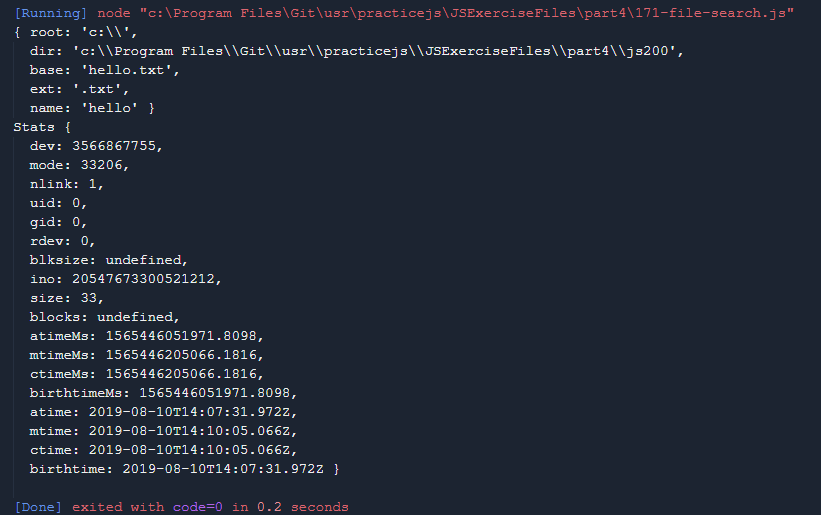 [Running] node "c:\Program Files\Git\usr\practicejs\JSExerciseFiles\part4\171-file-search.js"
{ root: 'c:\\',
  dir: 'c:\\Program Files\\Git\\usr\\practicejs\\JSExerciseFiles\\part4\\js200',
  base: 'hello.txt',
  ext: '.txt',
  name: 'hello' }
Stats {
  dev: 3566867755,
  mode: 33206,
  nlink: 1,
  uid: 0,
  gid: 0,
  rdev: 0,
  blksize: undefined,
  ino: 20547673300521212,
  size: 33,
  blocks: undefined,
  atimeMs: 1565446051971.8098,
  mtimeMs: 1565446205066.1816,
  ctimeMs: 1565446205066.1816,
  birthtimeMs: 1565446051971.8098,
  atime: 2019-08-10T14:07:31.972Z,
  mtime: 2019-08-10T14:10:05.066Z,
  ctime: 2019-08-10T14:10:05.066Z,
  birthtime: 2019-08-10T14:07:31.972Z }
[Done] exited with code=0 in 0.2 seconds